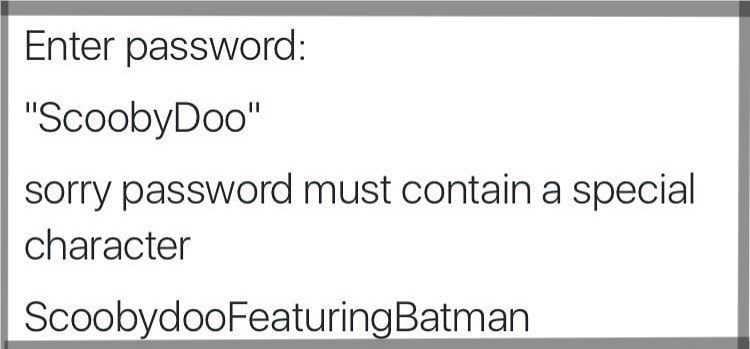 Enter password:
"ScoobyDoo"
sorry password must contain a special
character
ScoobydooFeaturingBatman